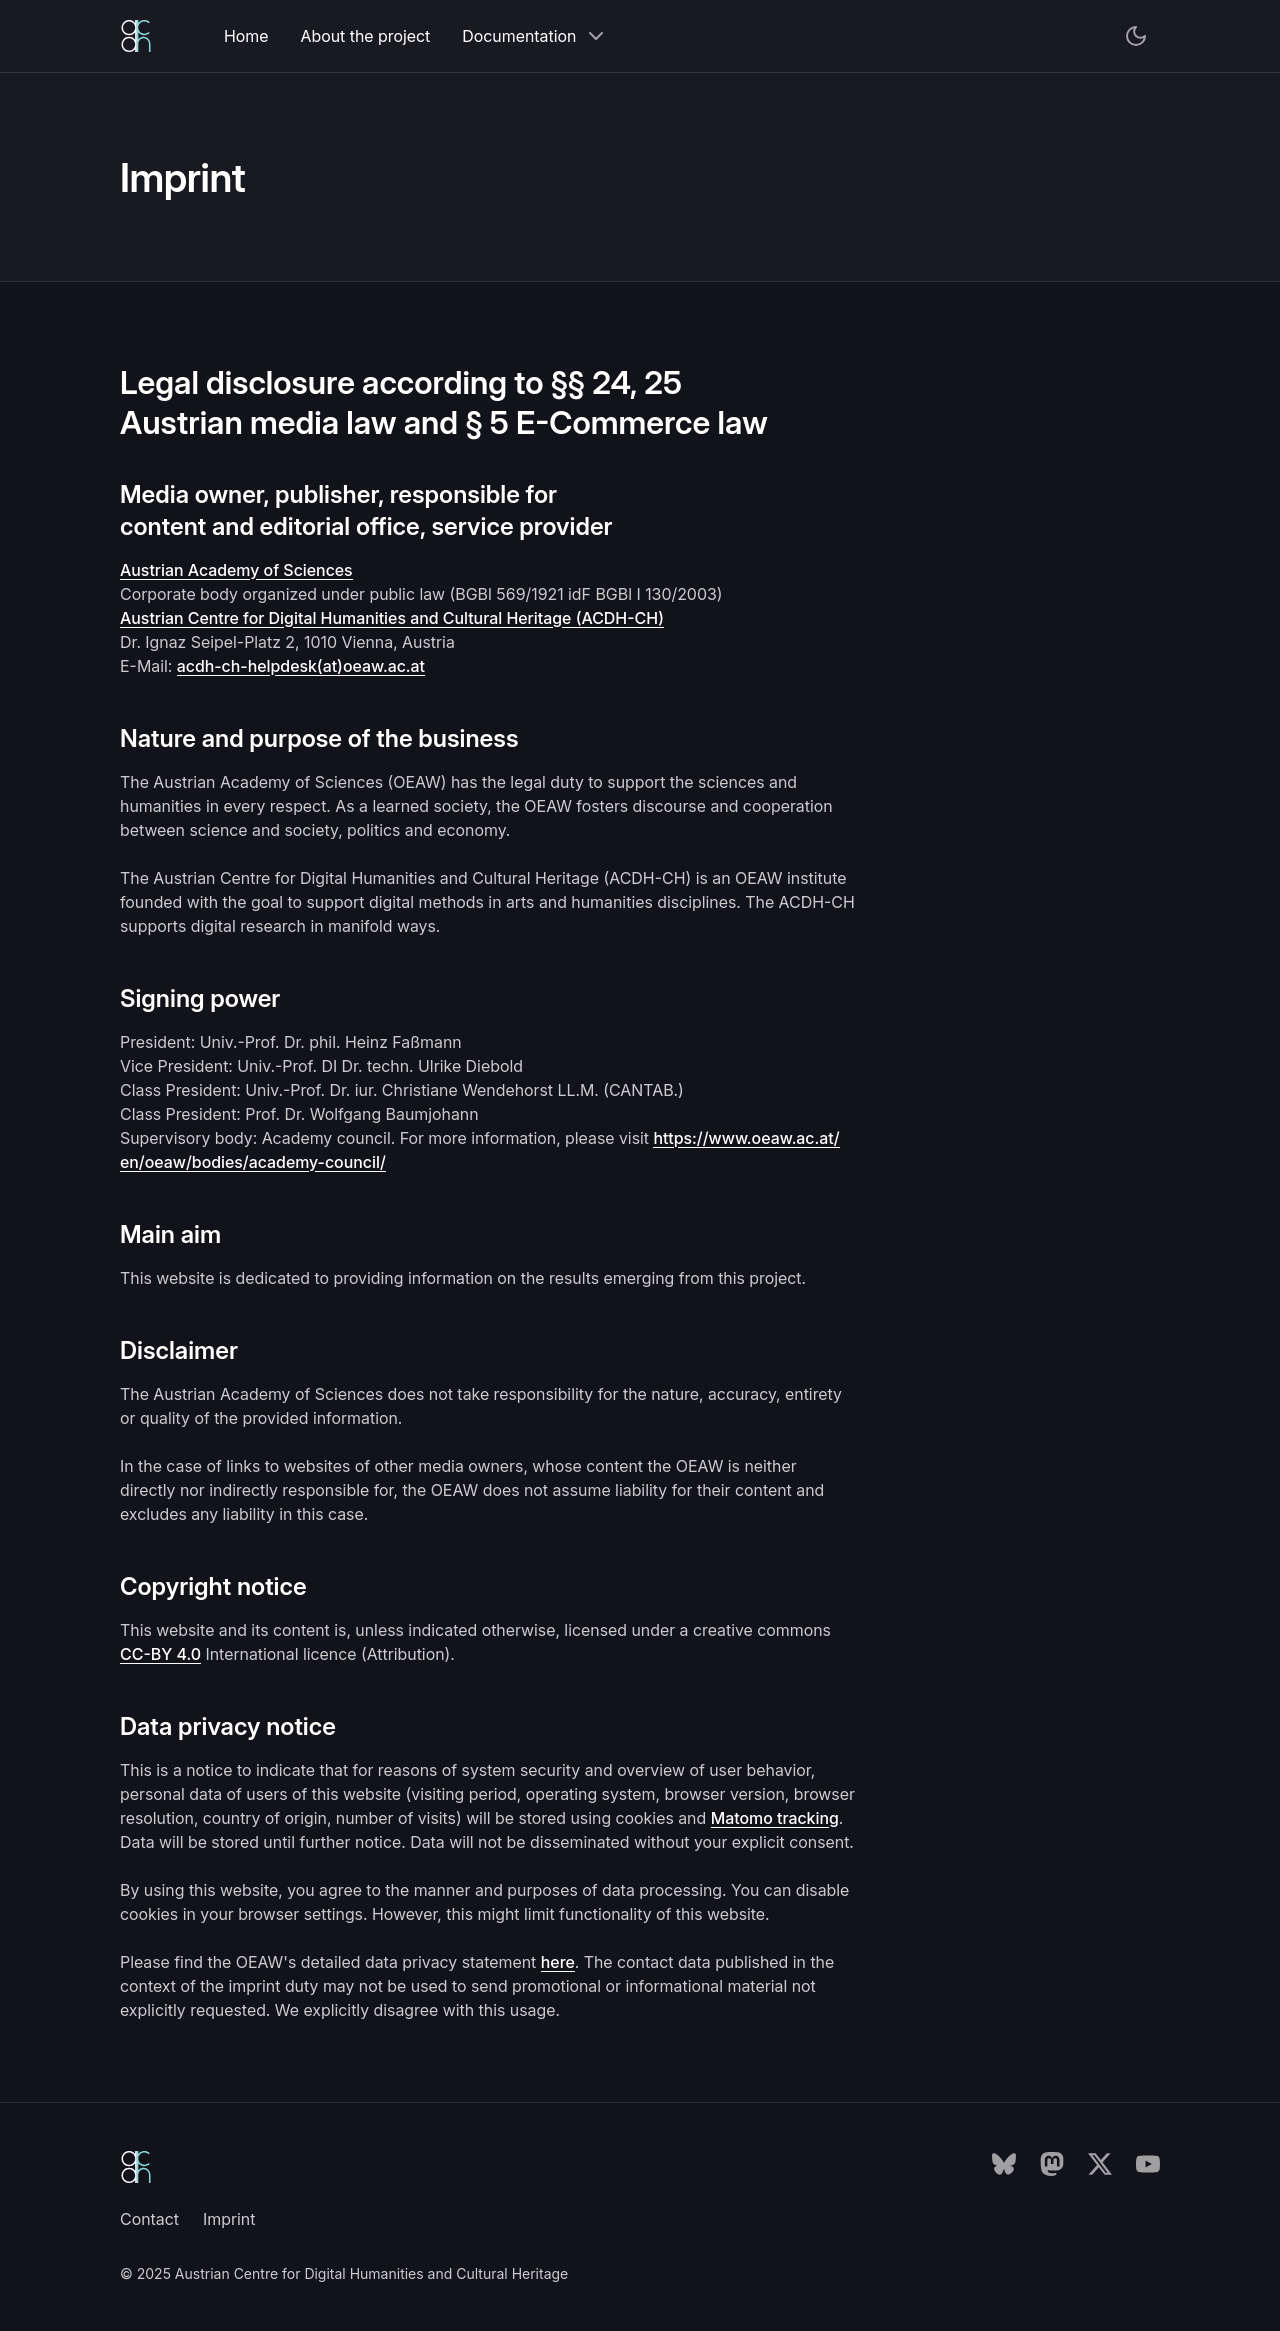 Home About the project Documentation
Imprint
Legal disclosure according to §§ 24, 25
Austrian media law and § 5 E-Commerce law
Media owner, publisher, responsible for
content and editorial office, service provider
Austrian Academy of Sciences
Corporate body organized under public law (BGBl 569/1921 idF BGBl I 130/2003)
Austrian Centre for Digital Humanities and Cultural Heritage (ACDH-CH)
Dr. Ignaz Seipel-Platz 2, 1010 Vienna, Austria
E-Mail: acdh-ch-helpdesk(at)oeaw.ac.at
Nature and purpose of the business
The Austrian Academy of Sciences (OEAW) has the legal duty to support the sciences and
humanities in every respect. As a learned society, the OEAW fosters discourse and cooperation
between science and society, politics and economy.
The Austrian Centre for Digital Humanities and Cultural Heritage (ACDH-CH) is an OEAW institute
founded with the goal to support digital methods in arts and humanities disciplines. The ACDH-CH
supports digital research in manifold ways.
Signing power
President: Univ.-Prof. Dr. phil. Heinz Faßmann
Vice President: Univ.-Prof. DI Dr. techn. Ulrike Diebold
Class President: Univ.-Prof. Dr. iur. Christiane Wendehorst LL.M. (CANTAB.)
Class President: Prof. Dr. Wolfgang Baumjohann
Supervisory body: Academy council. For more information, please visit https://www.oeaw.ac.at/
en/oeaw/bodies/academy-council/
Main aim
This website is dedicated to providing information on the results emerging from this project.
Disclaimer
The Austrian Academy of Sciences does not take responsibility for the nature, accuracy, entirety
or quality of the provided information.
In the case of links to websites of other media owners, whose content the OEAW is neither
directly nor indirectly responsible for, the OEAW does not assume liability for their content and
excludes any liability in this case.
Copyright notice
This website and its content is, unless indicated otherwise, licensed under a creative commons
CC-BY 4.0 International licence (Attribution).
Data privacy notice
This is a notice to indicate that for reasons of system security and overview of user behavior,
personal data of users of this website (visiting period, operating system, browser version, browser
resolution, country of origin, number of visits) will be stored using cookies and Matomo tracking.
Data will be stored until further notice. Data will not be disseminated without your explicit consent.
By using this website, you agree to the manner and purposes of data processing. You can disable
cookies in your browser settings. However, this might limit functionality of this website.
Please find the OEAW's detailed data privacy statement here. The contact data published in the
context of the imprint duty may not be used to send promotional or informational material not
explicitly requested. We explicitly disagree with this usage.
Contact Imprint
© 2025 Austrian Centre for Digital Humanities and Cultural Heritage